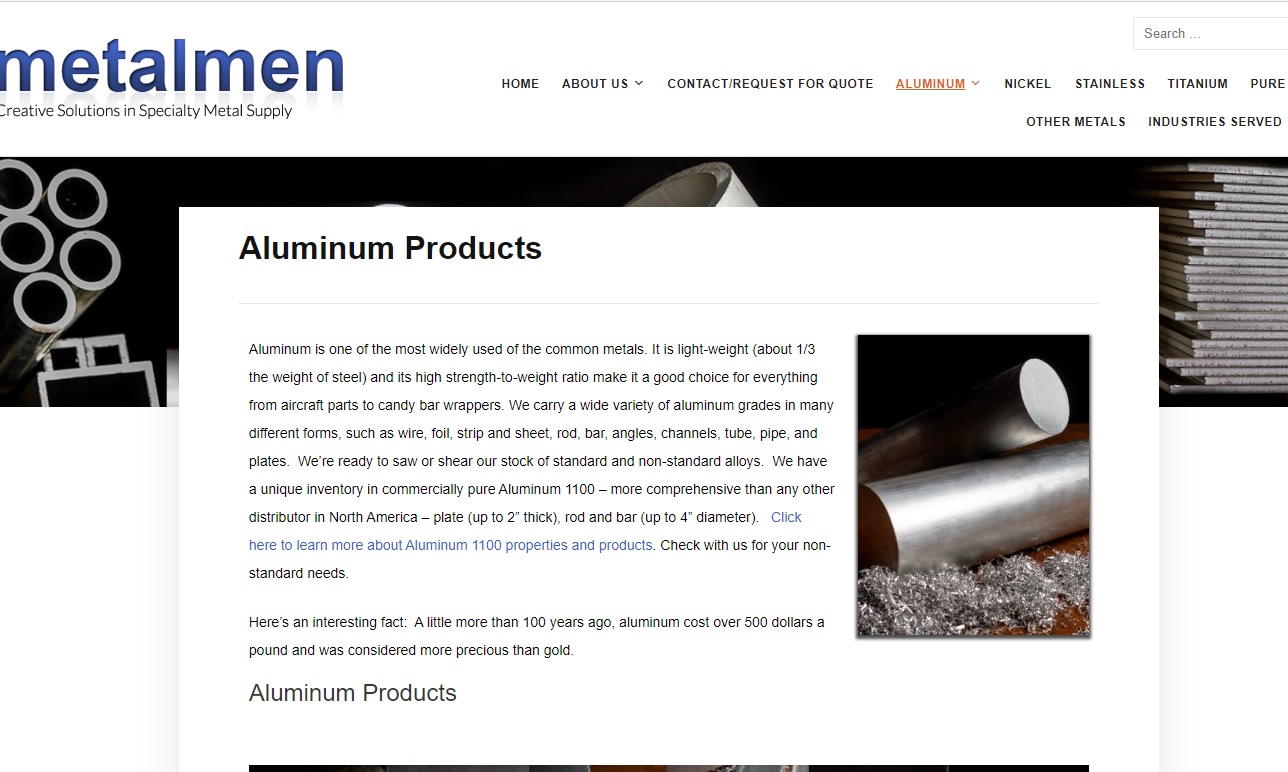 metalmen
Creative Solutions in Specialty Metal Supply
Search ...
HOME ABOUT US CONTACT/REQUEST FOR QUOTE ALUMINUM NICKEL STAINLESS TITANIUM PURE
OTHER METALS INDUSTRIES SERVED
Aluminum Products
Aluminum is one of the most widely used of the common metals. It is light-weight (about 1/3
the weight of steel) and its high strength-to-weight ratio make it a good choice for everything
from aircraft parts to candy bar wrappers. We carry a wide variety of aluminum grades in many
different forms, such as wire, foil, strip and sheet, rod, bar, angles, channels, tube, pipe, and
plates.  We’re ready to saw or shear our stock of standard and non-standard alloys.  We have
a unique inventory in commercially pure Aluminum 1100 – more comprehensive than any other
distributor in North America – plate (up to 2” thick), rod and bar (up to 4” diameter).   Click
here to learn more about Aluminum 1100 properties and products. Check with us for your non-
standard needs.
Here’s an interesting fact:  A little more than 100 years ago, aluminum cost over 500 dollars a
pound and was considered more precious than gold.
Aluminum Products